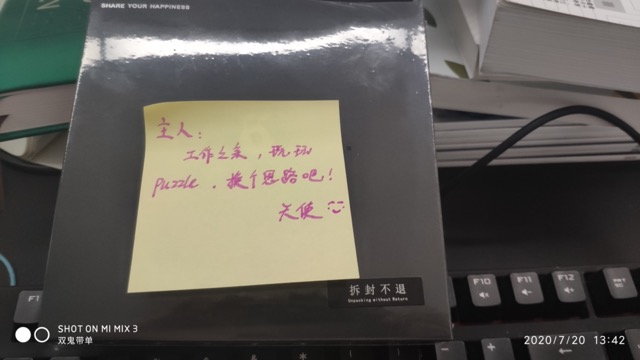 SHARE YOUR HAPPINESS
主人：
工作之余，玩玩
puzzle，换个思路吧！
天使
拆封不退
Unpacking without Return
F1
F10
F11
F12
SHOT ON MI MIX 3
双鬼带单
2020/7/20 13:42